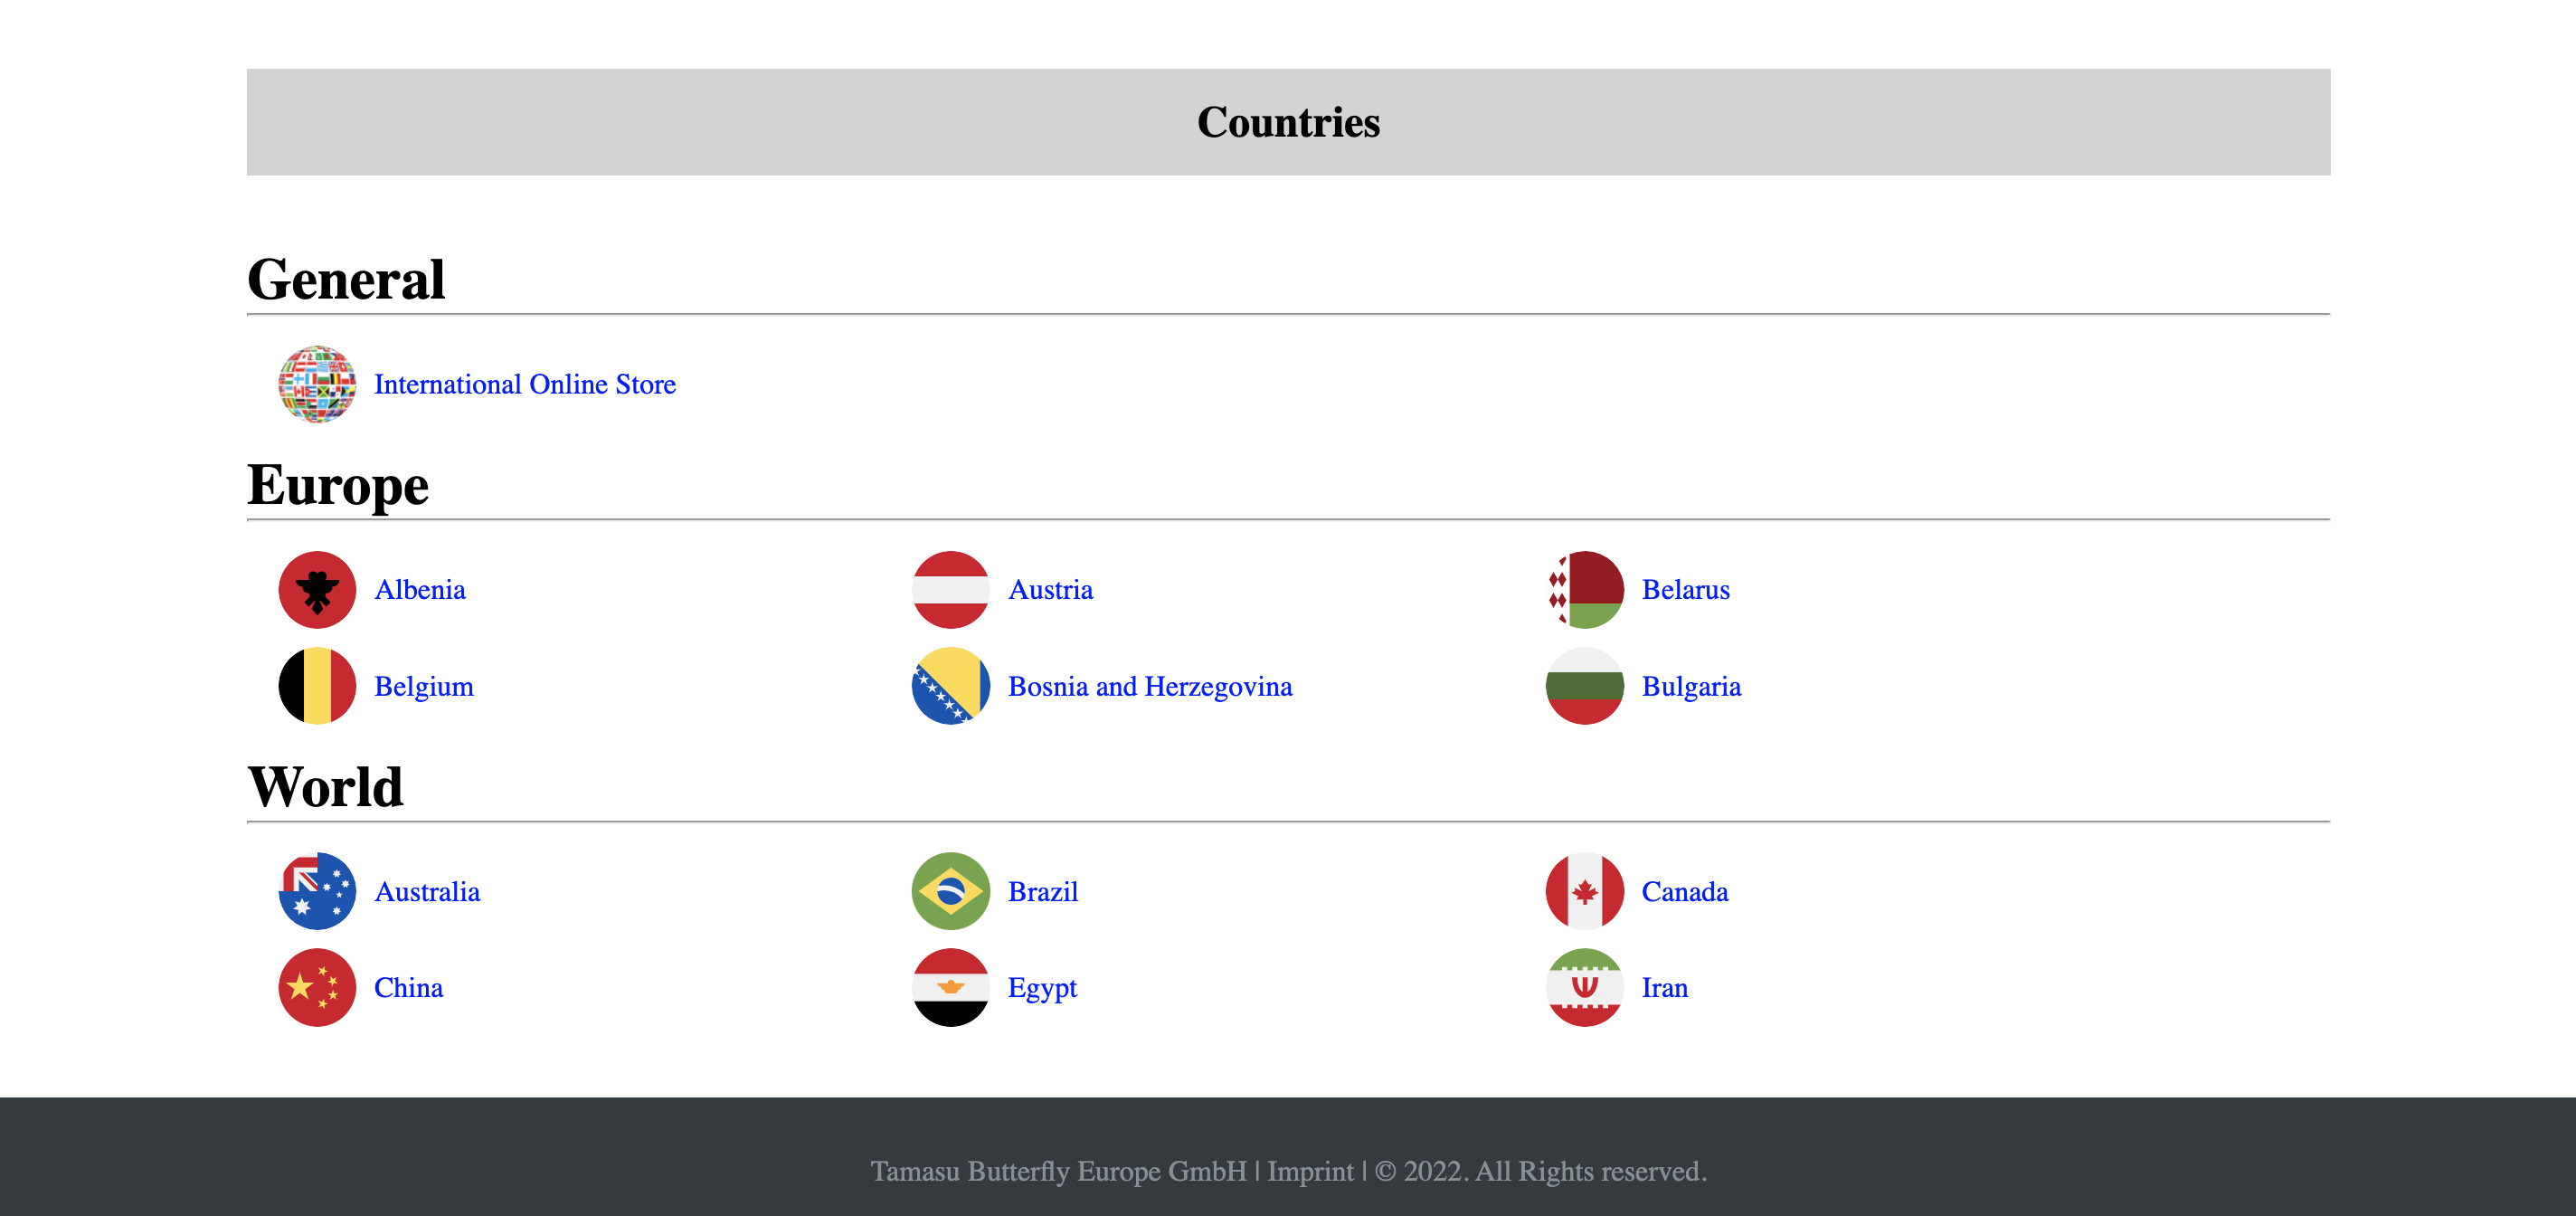 Countries
General
International Online Store
Europe
Albenia
Austria
Belarus
Belgium
Bosnia and Herzegovina
Bulgaria
World
Australia
Brazil
Canada
China
Egypt
Iran
Tamasu Butterfly Europe GmbH | Imprint | © 2022. All Rights reserved.